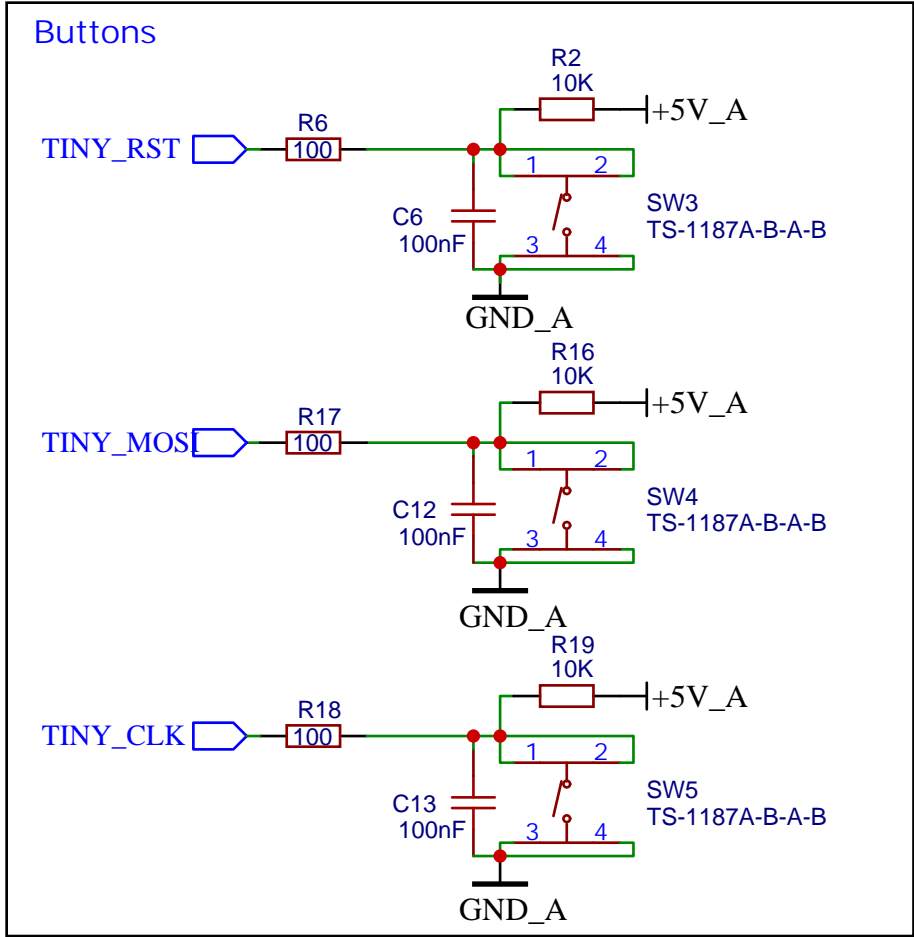 Buttons
R2
10K
+5V_A
TINY_RST
R6
100
1 2
C6
100nF
SW3
TS-1187A-B-A-B
3 4
GND_A
R16
10K
+5V_A
TINY_MOSI
R17
100
1 2
C12
100nF
SW4
TS-1187A-B-A-B
3 4
GND_A
R19
10K
+5V_A
TINY_CLK
R18
100
1 2
C13
100nF
SW5
TS-1187A-B-A-B
3 4
GND_A